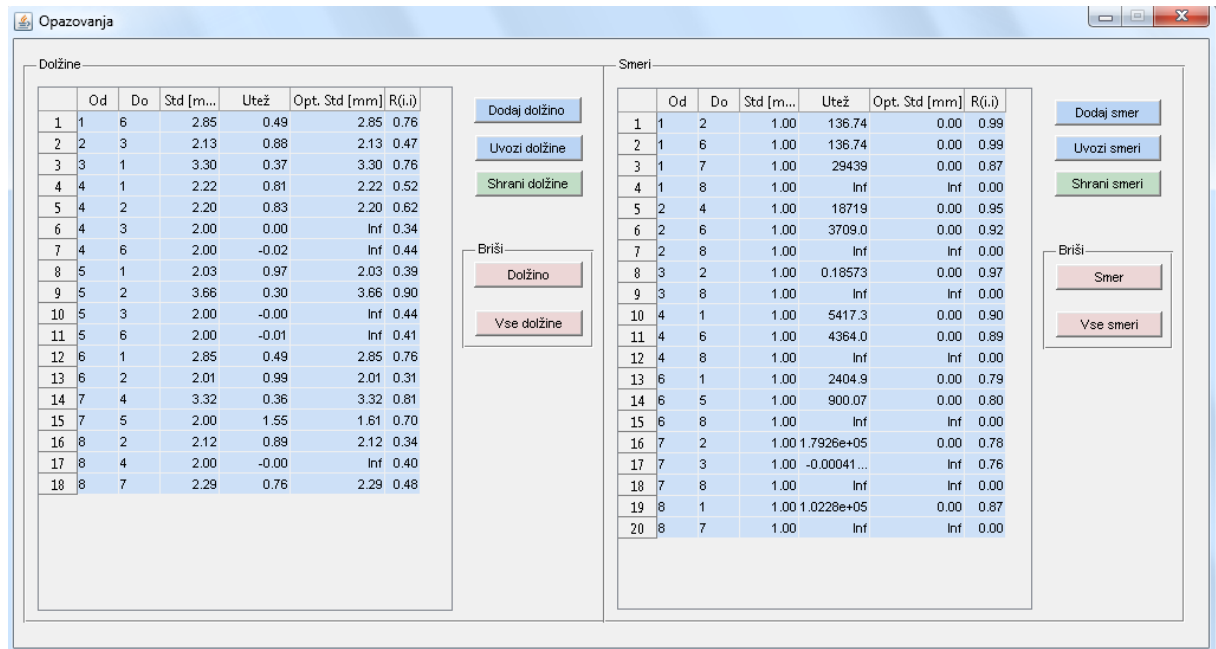 Opazovanja
Dolžine
Od Do Std [m... Utež Opt. Std [mm] R(i.i)
1 1 6 2.85 0.49 2.85 0.76
2 2 3 2.13 0.88 2.13 0.47
3 3 1 3.30 0.37 3.30 0.76
4 4 1 2.22 0.81 2.22 0.52
5 4 2 2.20 0.83 2.20 0.62
6 4 3 2.00 0.00 Inf 0.34
7 4 6 2.00 -0.02 Inf 0.44
8 5 1 2.03 0.97 2.03 0.39
9 5 2 3.66 0.30 3.66 0.90
10 5 3 2.00 -0.00 Inf 0.44
11 5 6 2.00 -0.01 Inf 0.41
12 6 1 2.85 0.49 2.85 0.76
13 6 2 2.01 0.99 2.01 0.31
14 7 4 3.32 0.36 3.32 0.81
15 7 5 2.00 1.55 1.61 0.70
16 8 2 2.12 0.89 2.12 0.34
17 8 4 2.00 -0.00 Inf 0.40
18 8 7 2.29 0.76 2.29 0.48
Dodaj dolžino
Uvozi dolžine
Shrani dolžine
Briši
Dolžino
Vse dolžine
Smeri
Od Do Std [m... Utež Opt. Std [mm] R(i.i)
1 1 2 1.00 136.74 0.00 0.99
2 1 6 1.00 136.74 0.00 0.99
3 1 7 1.00 29439 0.00 0.87
4 1 8 1.00 Inf Inf 0.00
5 2 4 1.00 18719 0.00 0.95
6 2 6 1.00 3709.0 0.00 0.92
7 2 8 1.00 Inf Inf 0.00
8 3 2 1.00 0.18573 0.00 0.97
9 3 8 1.00 Inf Inf 0.00
10 4 1 1.00 5417.3 0.00 0.90
11 4 6 1.00 4364.0 0.00 0.89
12 4 8 1.00 Inf Inf 0.00
13 6 1 1.00 2404.9 0.00 0.79
14 6 5 1.00 900.07 0.00 0.80
15 6 8 1.00 Inf Inf 0.00
16 7 2 1.00 1.7926e+05 0.00 0.78
17 7 3 1.00 -0.00041... Inf 0.76
18 7 8 1.00 Inf Inf 0.00
19 8 1 1.00 1.0228e+05 0.00 0.87
20 8 7 1.00 Inf Inf 0.00
Dodaj smer
Uvozi smeri
Shrani smeri
Briši
Smer
Vse smeri